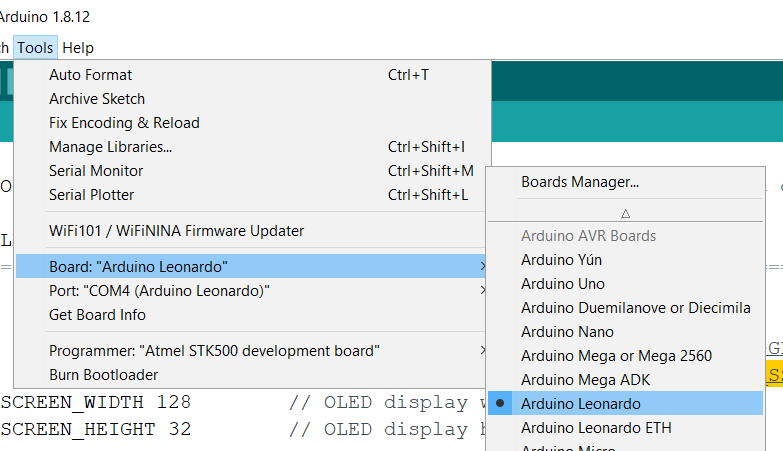 Arduino 1.8.12
Tools Help
Auto Format Ctrl+T
Archive Sketch
Fix Encoding & Reload
Manage Libraries... Ctrl+Shift+I
Serial Monitor Ctrl+Shift+M
Serial Plotter Ctrl+Shift+L
WiFi101 / WiFiNINA Firmware Updater
Board: "Arduino Leonardo"
Port: "COM4 (Arduino Leonardo)"
Get Board Info
Programmer: "Atmel STK500 development board"
Burn Bootloader
Boards Manager...
Arduino AVR Boards
Arduino Yún
Arduino Uno
Arduino Duemilanove or Diecimila
Arduino Nano
Arduino Mega or Mega 2560
Arduino Mega ADK
Arduino Leonardo
Arduino Leonardo ETH
Arduino Micro
SCREEN_WIDTH 128 // OLED display
SCREEN_HEIGHT 32 // OLED display